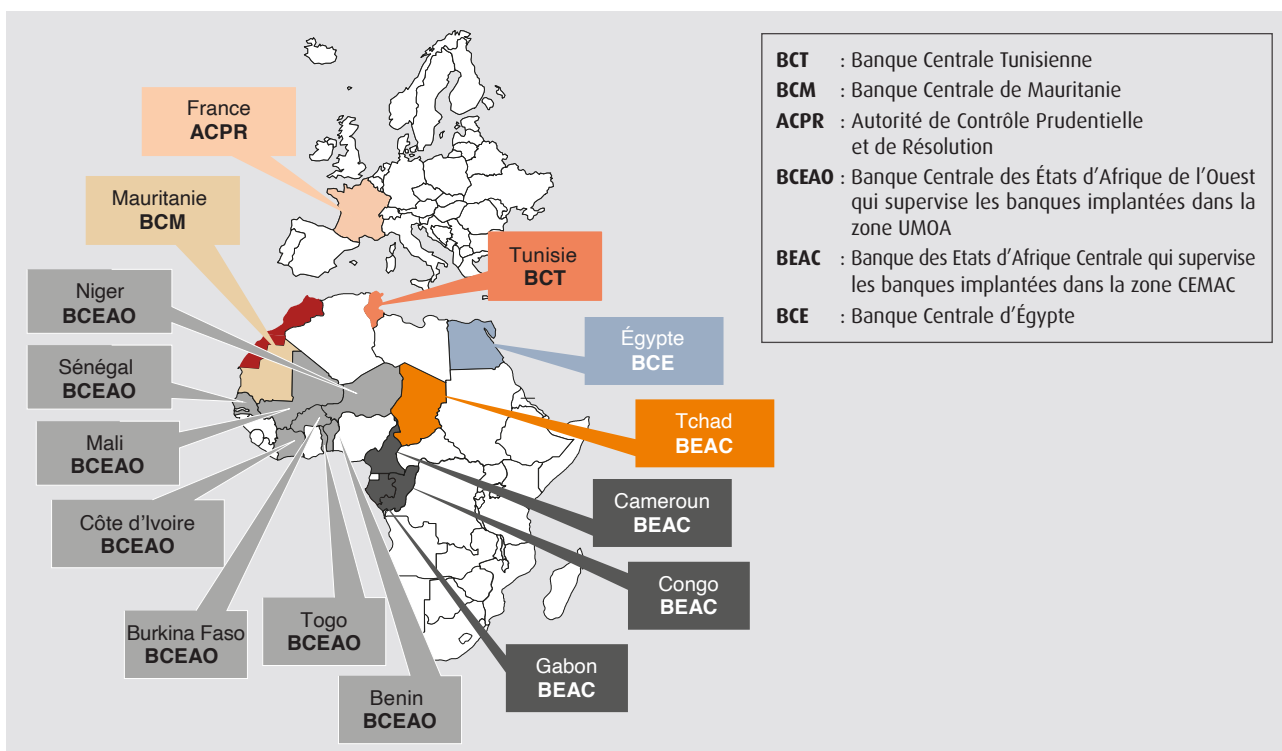 France
ACPR
Mauritanie
BCM
Tunisie
BCT
Niger
BCEAO
Égypte
BCE
Sénégal
BCEAO
Tchad
BEAC
Mali
BCEAO
Cameroun
BEAC
Côte d'Ivoire
BCEAO
Congo
BEAC
Burkina Faso
BCEAO
Togo
BCEAO
Gabon
BEAC
Benin
BCEAO
BCT : Banque Centrale Tunisienne
BCM : Banque Centrale de Mauritanie
ACPR : Autorité de Contrôle Prudentielle
et de Résolution
BCEAO : Banque Centrale des États d'Afrique de l'Ouest
qui supervise les banques implantées dans la
zone UMOA
BEAC : Banque des Etats d'Afrique Centrale qui supervise
les banques implantées dans la zone CEMAC
BCE : Banque Centrale d'Égypte